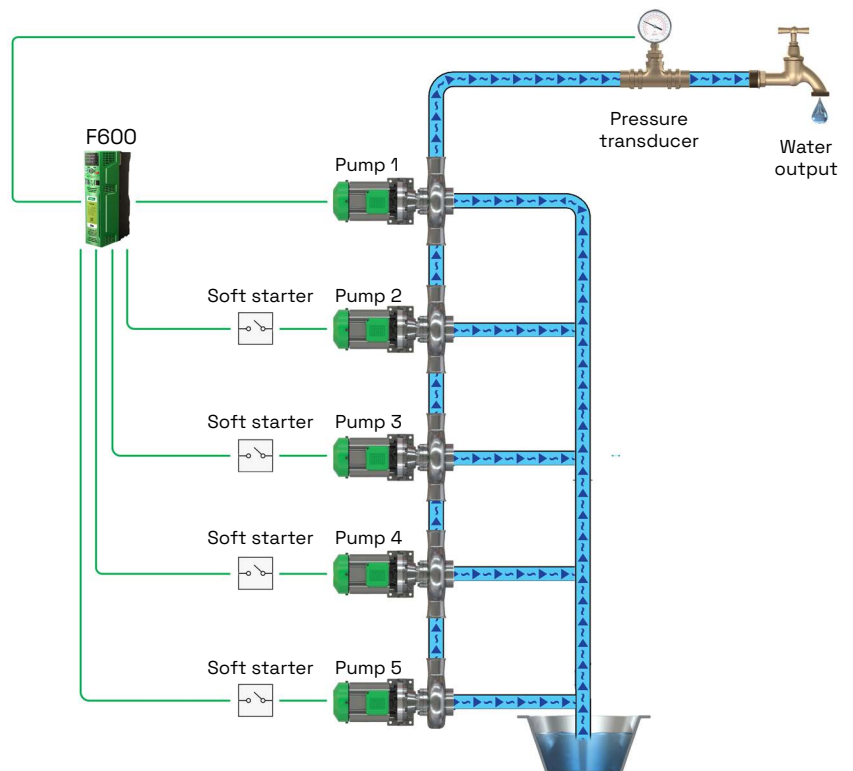 Pressure
transducer
Water
output
F600
Pump 1
Soft starter
Pump 2
Soft starter
Pump 3
Soft starter
Pump 4
Soft starter
Pump 5